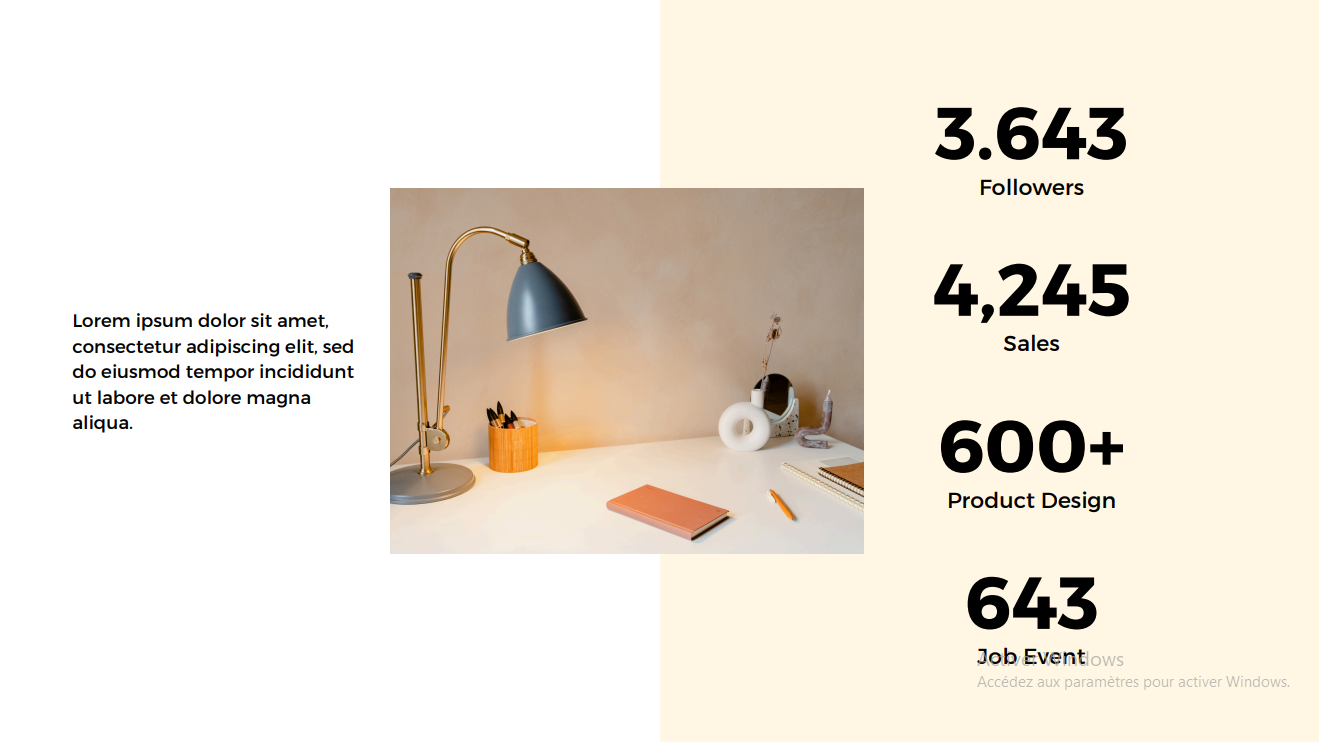 Lorem ipsum dolor sit amet,
consectetur adipiscing elit, sed
do eiusmod tempor incididunt
ut labore et dolore magna
aliqua.
3.643
Followers
4,245
Sales
600+
Product Design
643
Job Event
Activer Windows
Accédez aux paramètres pour activer Windows.